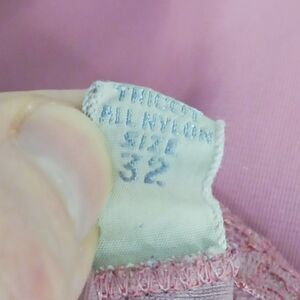 TRICOT
ALL NYLON
SIZE
32